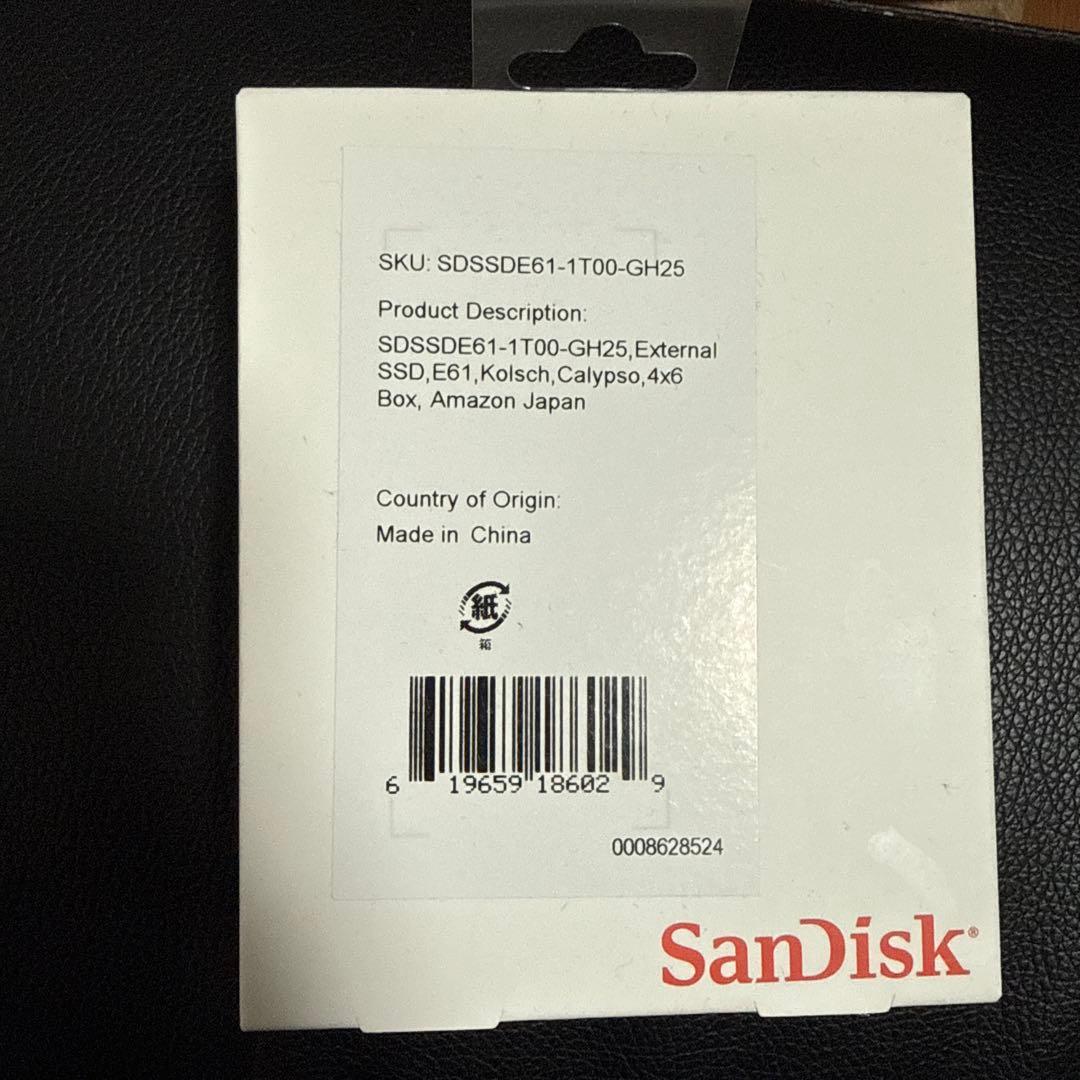 SKU: SDSSDE61-1T00-GH25
Product Description:
SDSSDE61-1T00-GH25,External
SSD,E61,Kolsch,Calypso,4x6
Box, Amazon Japan
Country of Origin:
Made in China
紙
箱
6 19659 18602 9
0008628524
SanDisk®